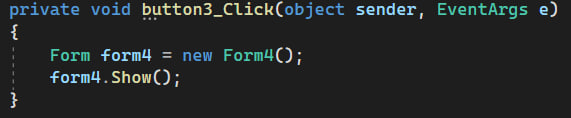 private void button3_Click(object sender, EventArgs e)
{
Form form4 = new Form4();
form4.Show();
}